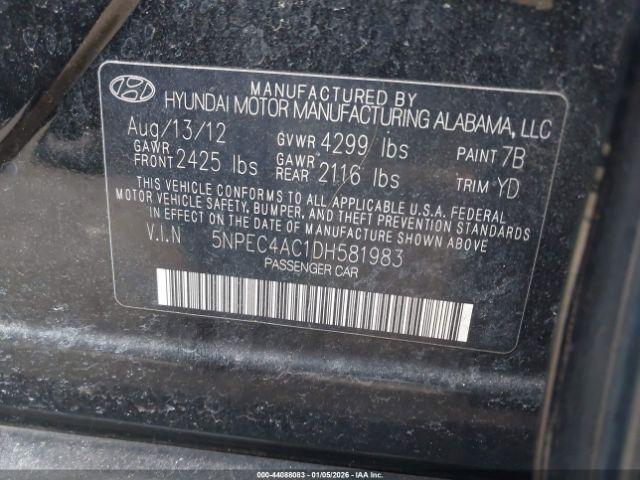 MANUFACTURED BY
HYUNDAI MOTOR MANUFACTURING ALABAMA, LLC
Aug/13/12 GVWR 4299 lbs PAINT 7B
GAWR FRONT 2425 lbs GAWR REAR 2116 lbs TRIM YD
THIS VEHICLE CONFORMS TO ALL APPLICABLE U.S.A. FEDERAL
MOTOR VEHICLE SAFETY, BUMPER, AND THEFT PREVENTION STANDARDS
IN EFFECT ON THE DATE OF MANUFACTURE SHOWN ABOVE
V.I.N 5NPEC4AC1DH581983
PASSENGER CAR
000-44088083 - 01/05/2026 - IAA Inc.